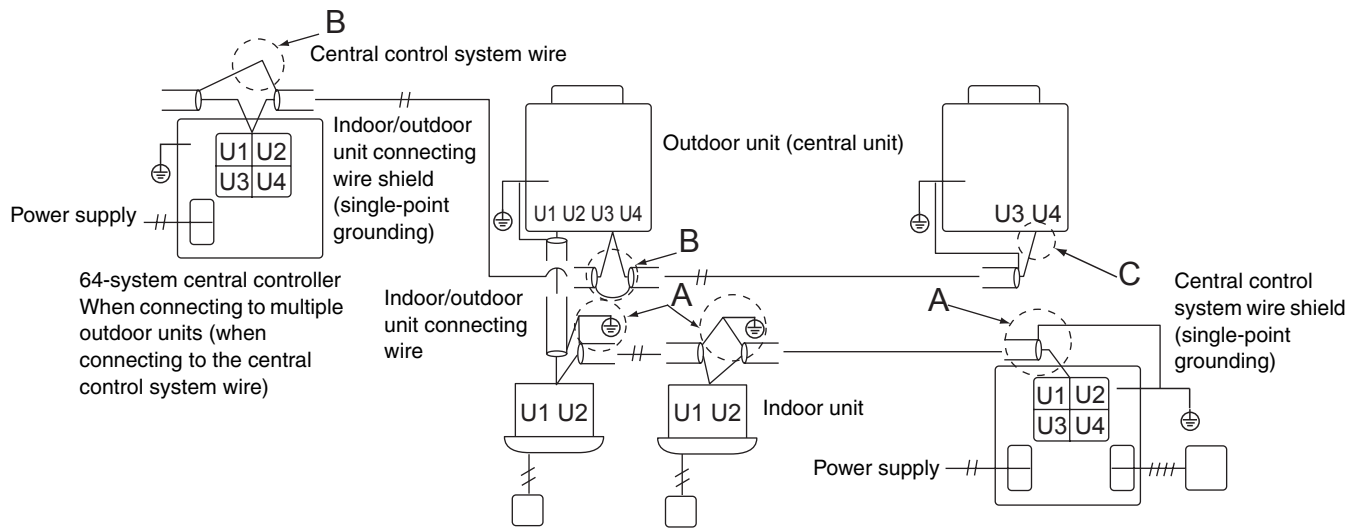 B
Central control system wire
Indoor/outdoor
unit connecting
wire shield
(single-point
grounding)
U1 U2
U3 U4
Power supply
64-system central controller
When connecting to multiple
outdoor units (when
connecting to the central
control system wire)
Outdoor unit (central unit)
U1 U2 U3 U4
U3 U4
B
C
Indoor/outdoor
unit connecting
wire
A
A
Central control
system wire shield
(single-point
grounding)
U1 U2
U1 U2
Indoor unit
U1 U2
U3 U4
Power supply